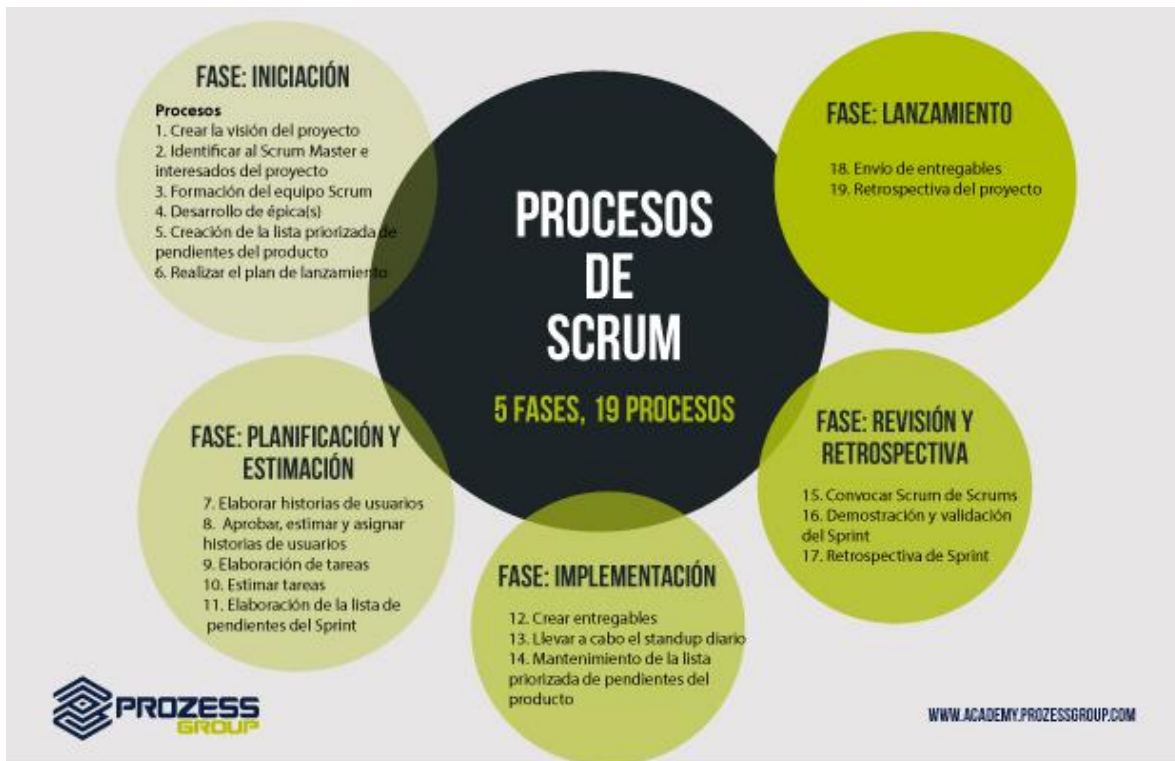 FASE: INICIACIÓN
Procesos
1. Crear la visión del proyecto
2. Identificar al Scrum Master e
interesados del proyecto
3. Formación del equipo Scrum
4. Desarrollo de épica(s)
5. Creación de la lista priorizada de
pendientes del producto
6. Realizar el plan de lanzamiento
PROCESOS
DE
SCRUM
5 FASES, 19 PROCESOS
FASE: LANZAMIENTO
18. Envío de entregables
19. Retrospectiva del proyecto
FASE: PLANIFICACIÓN Y
ESTIMACIÓN
7. Elaborar historias de usuarios
8. Aprobar, estimar y asignar
historias de usuarios
9. Elaboración de tareas
10. Estimar tareas
11. Elaboración de la lista de
pendientes del Sprint
FASE: IMPLEMENTACIÓN
12. Crear entregables
13. Llevar a cabo el standup diario
14. Mantenimiento de la lista
priorizada de pendientes del
producto
FASE: REVISIÓN Y
RETROSPECTIVA
15. Convocar Scrum de Scrums
16. Demostración y validación
del Sprint
17. Retrospectiva de Sprint
PROZESS
GROUP
WWW.ACADEMY.PROZESSGROUP.COM